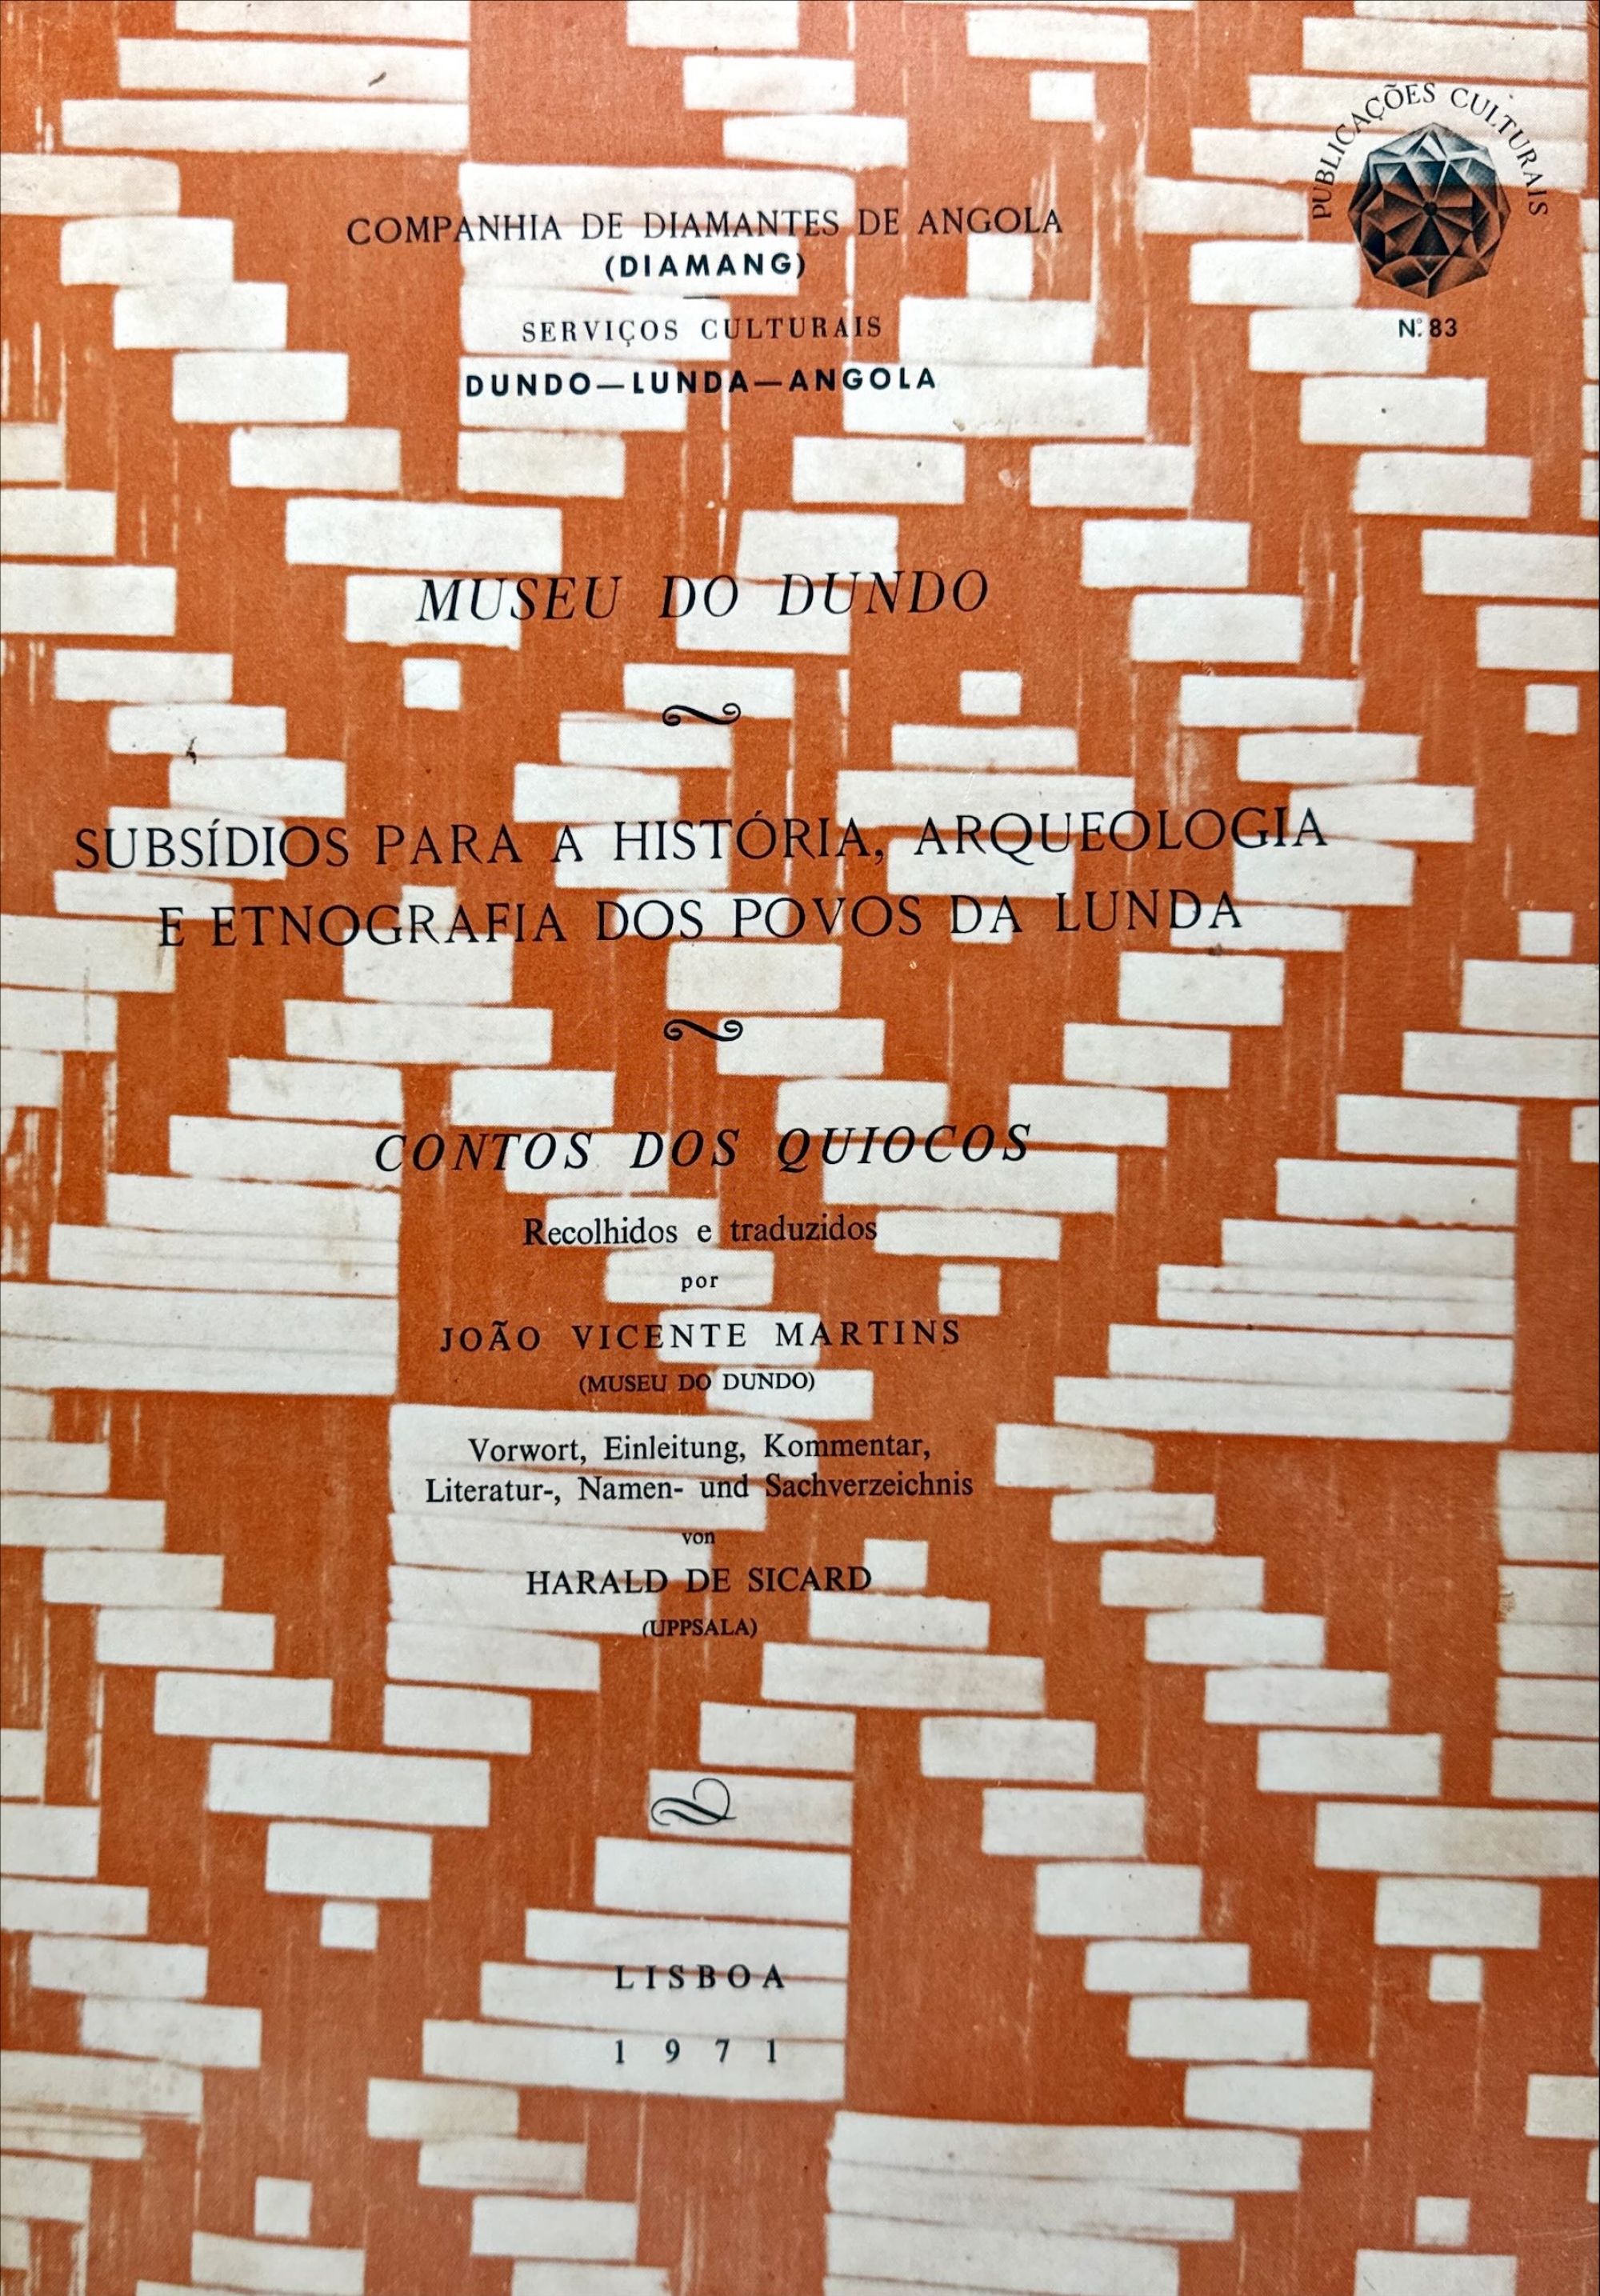 PUBLICAÇÕES CULTURAIS
N.º 83
COMPANHIA DE DIAMANTES DE ANGOLA
(DIAMANG)
SERVIÇOS CULTURAIS
DUNDO—LUNDA—ANGOLA
MUSEU DO DUNDO
SUBSÍDIOS PARA A HISTÓRIA, ARQUEOLOGIA
E ETNOGRAFIA DOS POVOS DA LUNDA
CONTOS DOS QUIOCOS
Recolhidos e traduzidos
por
JOÃO VICENTE MARTINS
(MUSEU DO DUNDO)
Vorwort, Einleitung, Kommentar,
Literatur-, Namen- und Sachverzeichnis
von
HARALD DE SICARD
(UPPSALA)
LISBOA
1971